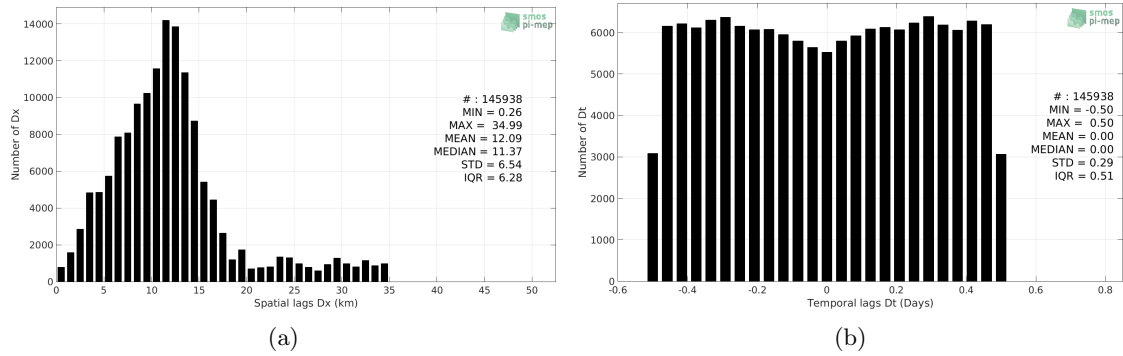 14000
12000
10000
8000
6000
4000
2000
0
Number of Dx
0 5 10 15 20 25 30 35 40 45 50
Spatial lags Dx (km)
smos
pi-mep
# : 145938
MIN = 0.26
MAX = 34.99
MEAN = 12.09
MEDIAN = 11.37
STD = 6.54
IQR = 6.28
(a)
6000
5000
4000
3000
2000
1000
0
Number of Dt
-0.6 -0.4 -0.2 0.0 0.2 0.4 0.6 0.8
Temporal lags Dt (Days)
smos
pi-mep
# : 145938
MIN = -0.50
MAX = 0.50
MEAN = 0.00
MEDIAN = 0.00
STD = 0.29
IQR = 0.51
(b)